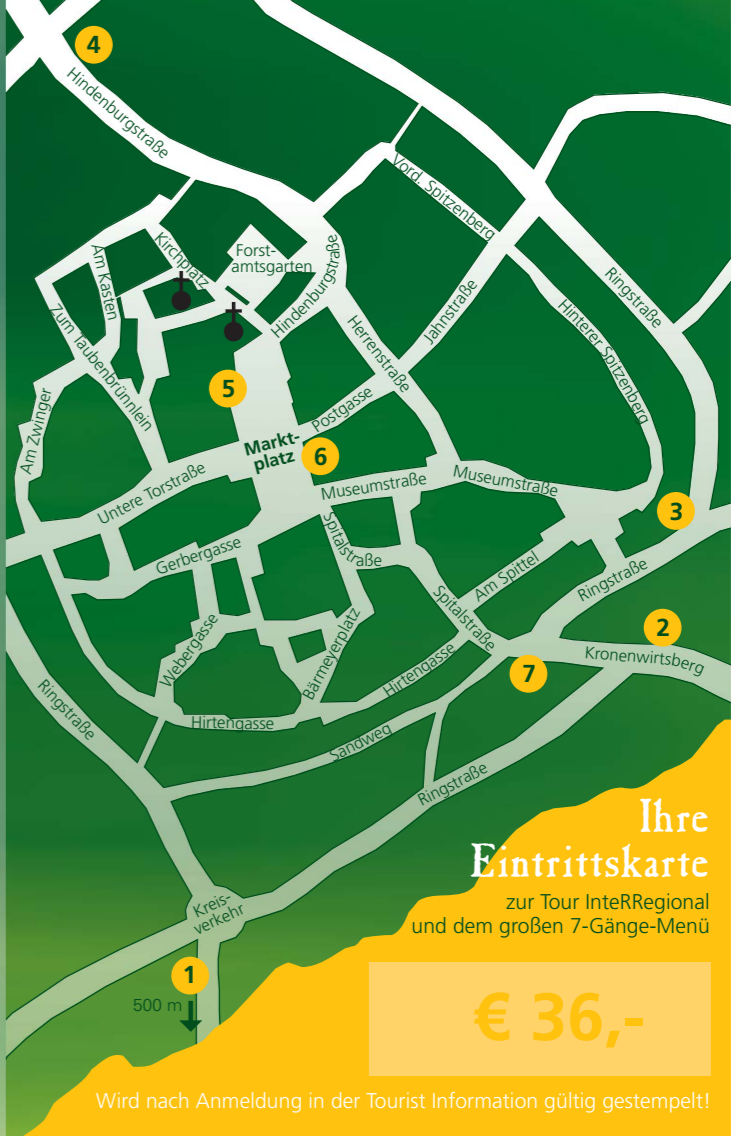 4
Hindenburgstraße
Vord. Spitzenberg
Kirchplatz
Forst-
amtsgarten
Am Kasten
Hindenburgstraße
Ringstraße
Zum Taubenbrünnlein
Herrenstraße
Jahnstraße
Hinterer Spitzenberg
5
Am Zwinger
Postgasse
Markt-
platz
6
Untere Torstraße
Museumstraße
Museumstraße
3
Gerbergasse
Spitalstraße
Am Spittel
Ringstraße
Spitalstraße
2
Webergasse
Bärmeyerplatz
Kronenwirtsberg
7
Hirtengasse
Ringstraße
Hirtengasse
Sandweg
Ringstraße
Kreis-
verkehr
1
500 m
Ihre
Eintrittskarte
zur Tour InteRRegional
und dem großen 7-Gänge-Menü
€ 36,-
Wird nach Anmeldung in der Tourist Information gültig gestempelt!